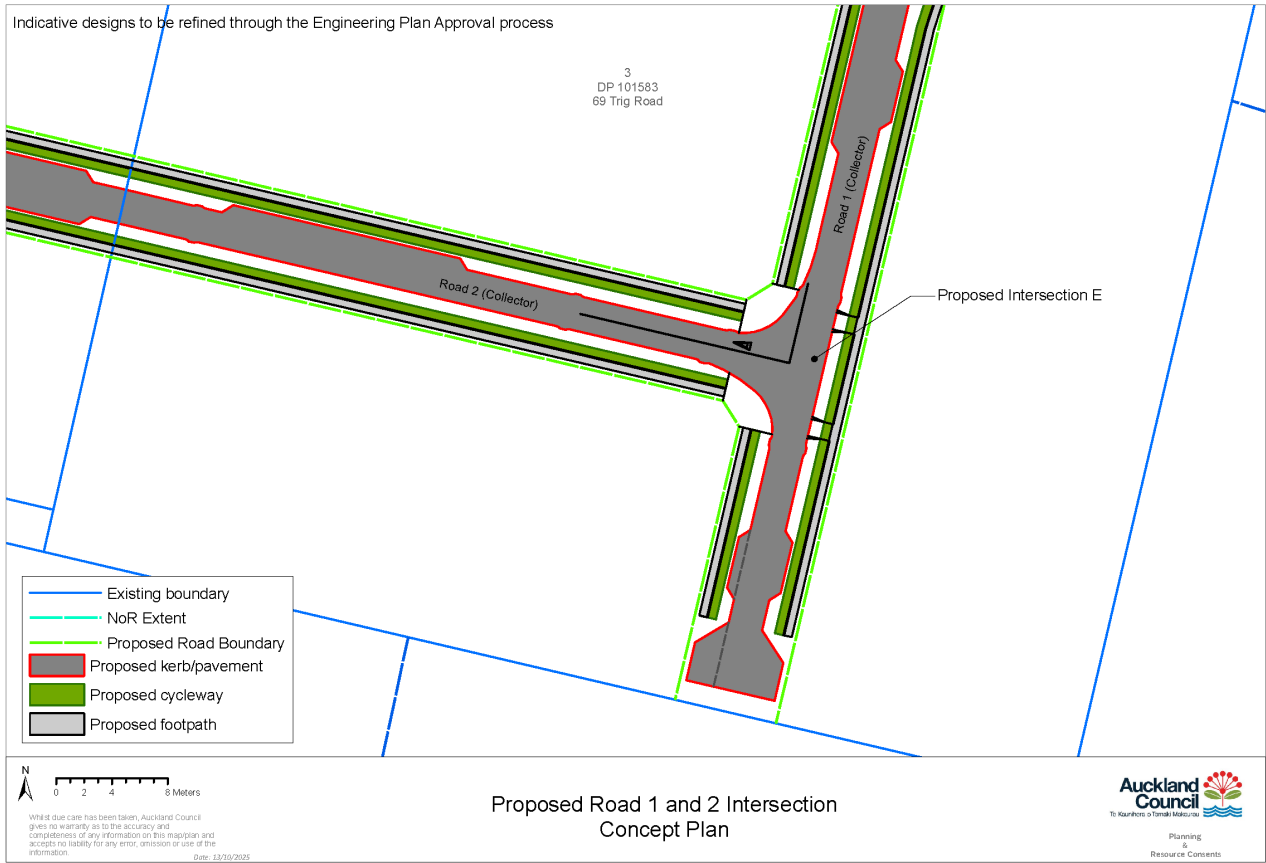 Indicative designs to be refined through the Engineering Plan Approval process
3
DP 101583
69 Trig Road
Road 1 (Collector)
Road 2 (Collector)
Proposed Intersection E
Existing boundary
NoR Extent
Proposed Road Boundary
Proposed kerb/pavement
Proposed cycleway
Proposed footpath
N
0 2 4 8 Meters
Whilst due care has been taken, Auckland Council
gives no warranty as to the accuracy and
completeness of any information on this map/plan and
accepts no liability for any error, omission or use of the
information.
Date: 13/10/2025
Proposed Road 1 and 2 Intersection
Concept Plan
Auckland
Council
Te Kaunihera o Tāmaki Makaurau
Planning
&
Resource Consents